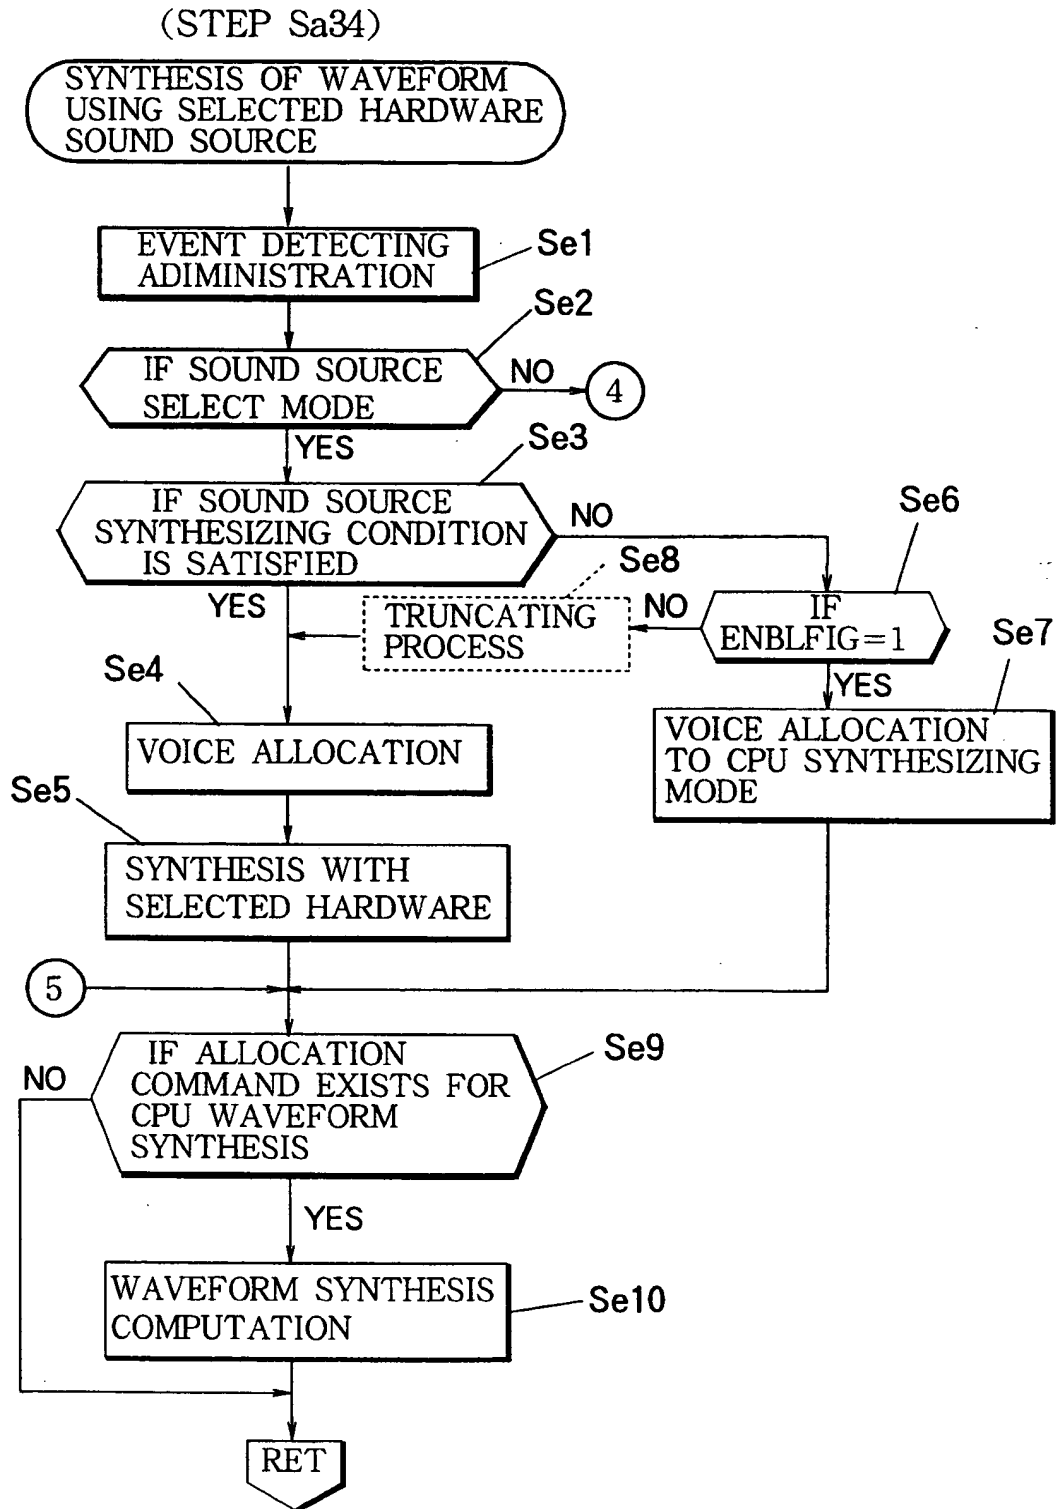 (STEP Sa34)
SYNTHESIS OF WAVEFORM
USING SELECTED HARDWARE
SOUND SOURCE
EVENT DETECTING
ADIMINISTRATION
Se1
Se2
IF SOUND SOURCE
SELECT MODE
NO
4
YES
Se3
IF SOUND SOURCE
SYNTHESIZING CONDITION
IS SATISFIED
NO
Se6
YES
Se8
TRUNCATING
PROCESS
NO
IF
ENBLFIG=1
Se7
YES
Se4
VOICE ALLOCATION
VOICE ALLOCATION
TO CPU SYNTHESIZING
MODE
Se5
SYNTHESIS WITH
SELECTED HARDWARE
5
IF ALLOCATION
COMMAND EXISTS FOR
CPU WAVEFORM
SYNTHESIS
Se9
NO
YES
WAVEFORM SYNTHESIS
COMPUTATION
Se10
RET